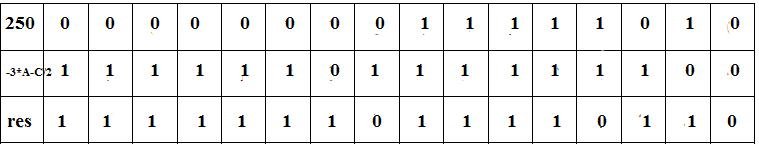 250 0 0 0 0 0 0 0 0 1 1 1 1 1 0 1 0
-3*A-C/2 1 1 1 1 1 1 0 1 1 1 1 1 1 1 0 0
res 1 1 1 1 1 1 1 0 1 1 1 1 0 1 1 0